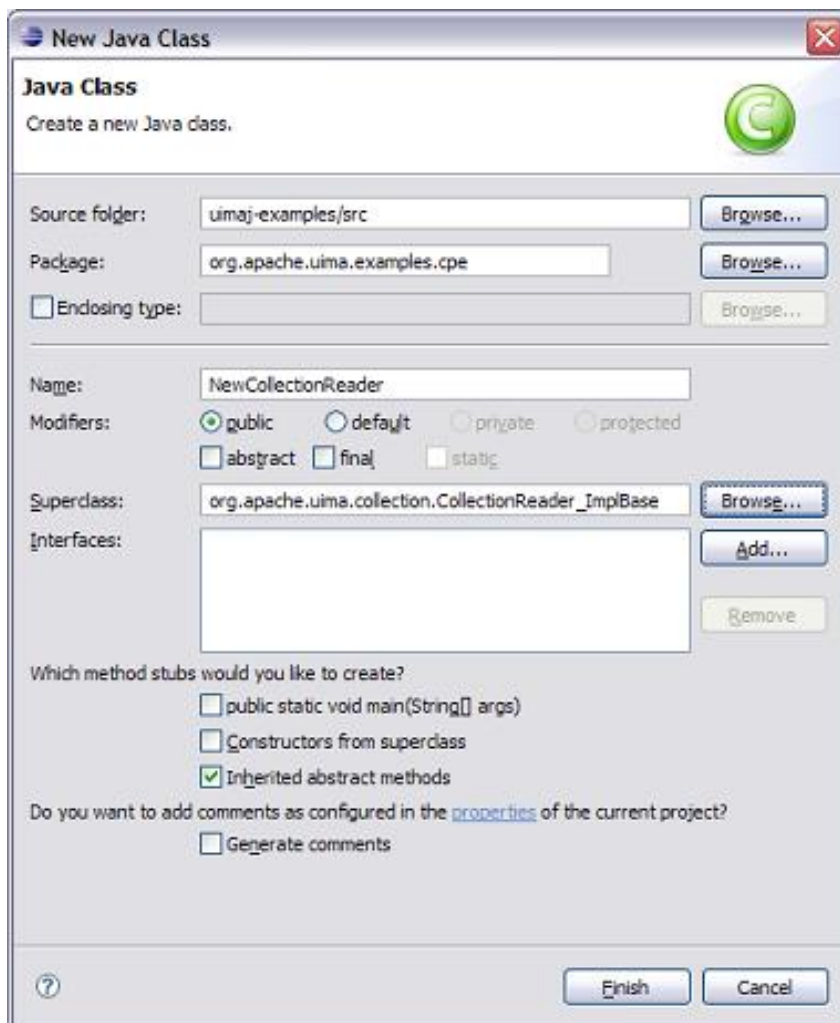 New Java Class
Java Class
Create a new Java class.
Source folder: uimaj-examples/src Browse...
Package: org.apache.uima.examples.cpe Browse...
Enclosing type: Browse...
Name: NewCollectionReader
Modifiers: public default private protected
abstract final static
Superclass: org.apache.uima.collection.CollectionReader_ImplBase Browse...
Interfaces: Add...
Remove
Which method stubs would you like to create?
public static void main(String[] args)
Constructors from superclass
Inherited abstract methods
Do you want to add comments as configured in the properties of the current project?
Generate comments
? Finish Cancel